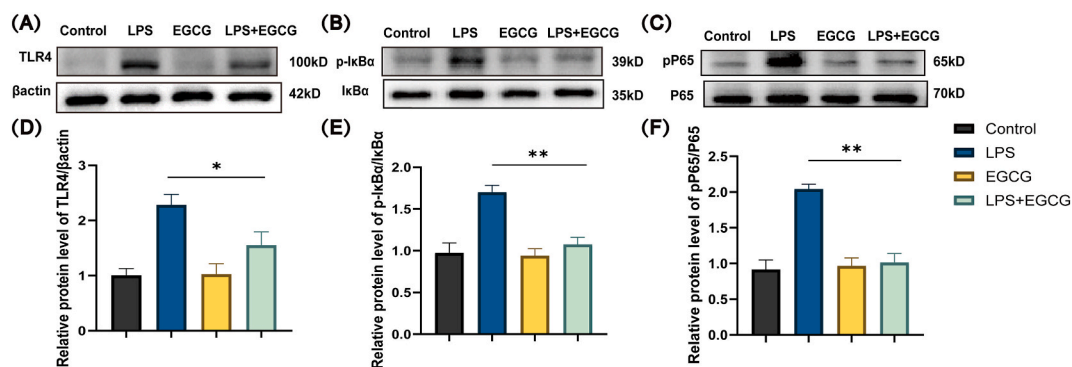 (A)
Control LPS EGCG LPS+EGCG
TLR4
100kD
βactin
42kD
(B)
Control LPS EGCG LPS+EGCG
p-IκBα
39kD
IκBα
35kD
(C)
Control LPS EGCG LPS+EGCG
pP65
65kD
P65
70kD
(D)
Relative protein level of TLR4/βactin
3
2
1
0
*
(E)
Relative protein level of p-IκBα/IκBα
2.0
1.5
1.0
0.5
0.0
**
(F)
Relative protein level of pP65/P65
2.5
2.0
1.5
1.0
0.5
0.0
**
Control
LPS
EGCG
LPS+EGCG